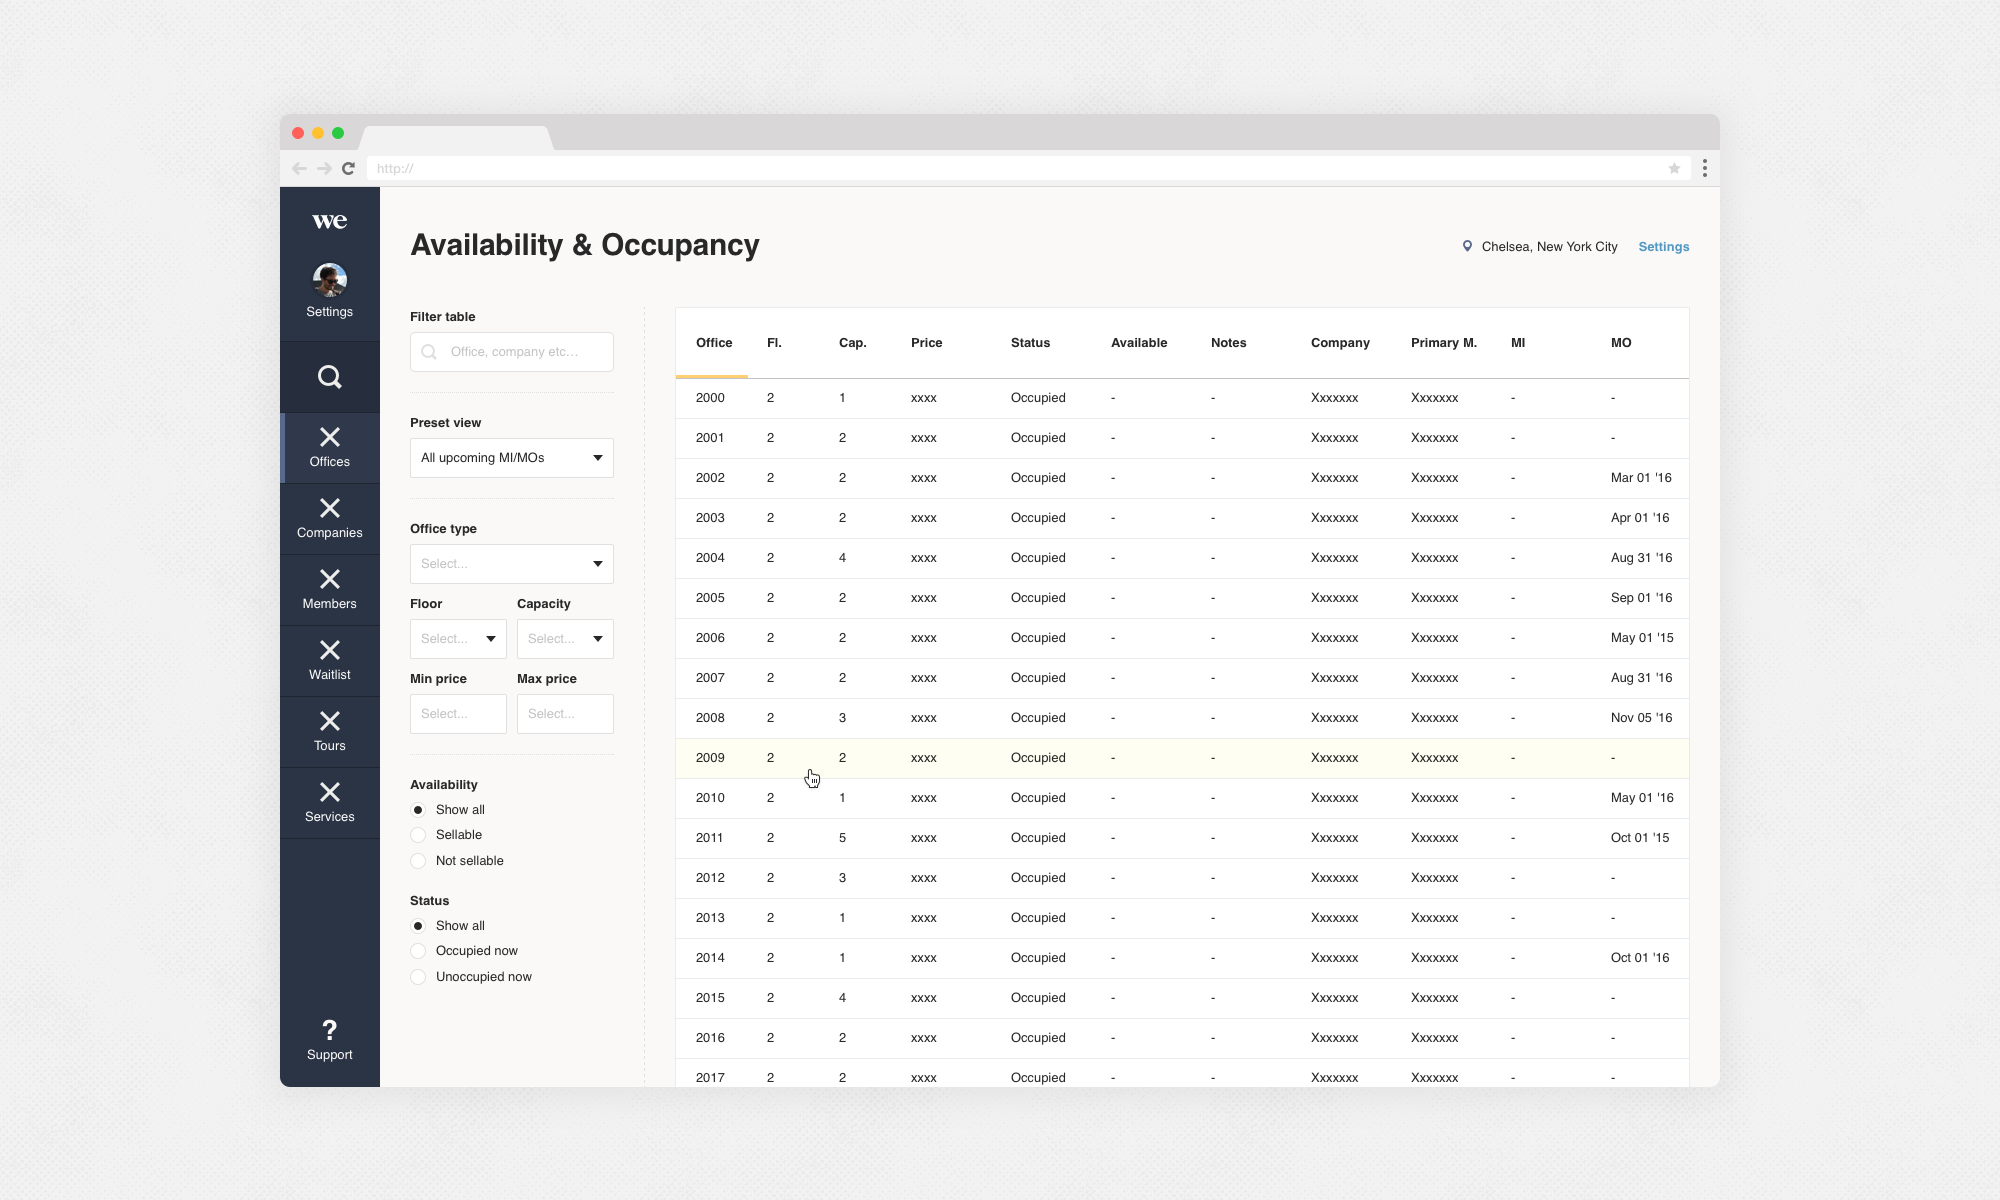 http://
we
Settings
Offices
Companies
Members
Waitlist
Tours
Services
?
Support
Availability & Occupancy
Chelsea, New York City Settings
Filter table
Office, company etc...
Preset view
All upcoming MI/MOs
Office type
Select...
Floor Capacity
Select... Select...
Min price Max price
Select... Select...
Availability
Show all
Sellable
Not sellable
Status
Show all
Occupied now
Unoccupied now
Office Fl. Cap. Price Status Available Notes Company Primary M. MI MO
2000 2 1 xxxx Occupied - - Xxxxxxx Xxxxxxx - -
2001 2 2 xxxx Occupied - - Xxxxxxx Xxxxxxx - -
2002 2 2 xxxx Occupied - - Xxxxxxx Xxxxxxx - Mar 01 '16
2003 2 2 xxxx Occupied - - Xxxxxxx Xxxxxxx - Apr 01 '16
2004 2 4 xxxx Occupied - - Xxxxxxx Xxxxxxx - Aug 31 '16
2005 2 2 xxxx Occupied - - Xxxxxxx Xxxxxxx - Sep 01 '16
2006 2 2 xxxx Occupied - - Xxxxxxx Xxxxxxx - May 01 '15
2007 2 2 xxxx Occupied - - Xxxxxxx Xxxxxxx - Aug 31 '16
2008 2 3 xxxx Occupied - - Xxxxxxx Xxxxxxx - Nov 05 '16
2009 2 2 xxxx Occupied - - Xxxxxxx Xxxxxxx - -
2010 2 1 xxxx Occupied - - Xxxxxxx Xxxxxxx - May 01 '16
2011 2 5 xxxx Occupied - - Xxxxxxx Xxxxxxx - Oct 01 '15
2012 2 3 xxxx Occupied - - Xxxxxxx Xxxxxxx - -
2013 2 1 xxxx Occupied - - Xxxxxxx Xxxxxxx - -
2014 2 1 xxxx Occupied - - Xxxxxxx Xxxxxxx - Oct 01 '16
2015 2 4 xxxx Occupied - - Xxxxxxx Xxxxxxx - -
2016 2 2 xxxx Occupied - - Xxxxxxx Xxxxxxx - -
2017 2 2 xxxx Occupied - - Xxxxxxx Xxxxxxx - -